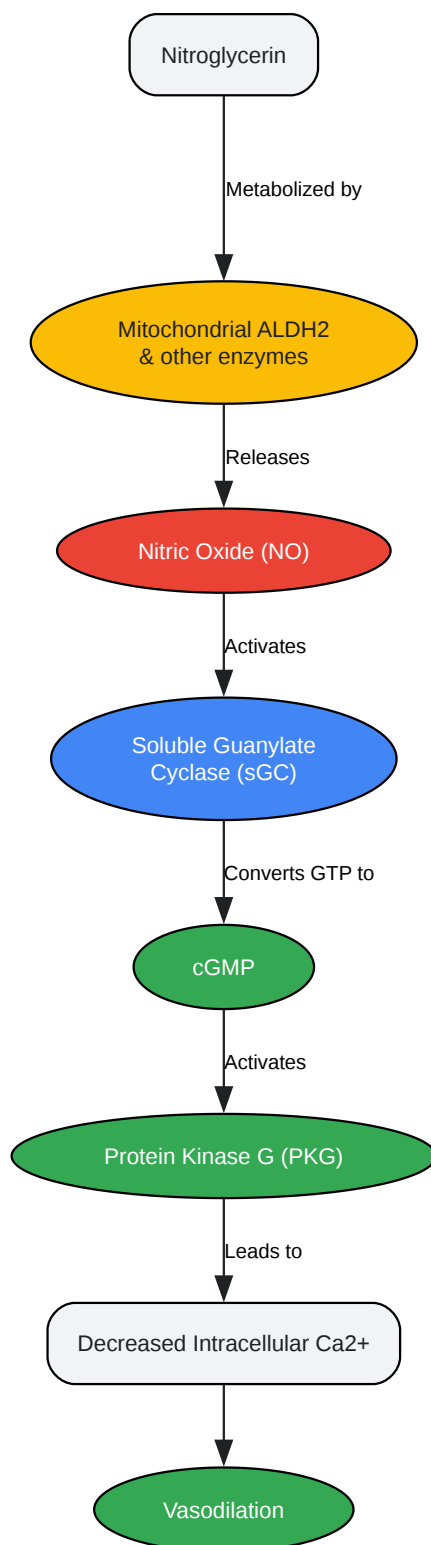 Nitroglycerin
Metabolized by
Mitochondrial ALDH2
& other enzymes
Releases
Nitric Oxide (NO)
Activates
Soluble Guanylate
Cyclase (sGC)
Converts GTP to
cGMP
Activates
Protein Kinase G (PKG)
Leads to
Decreased Intracellular Ca2+
Vasodilation